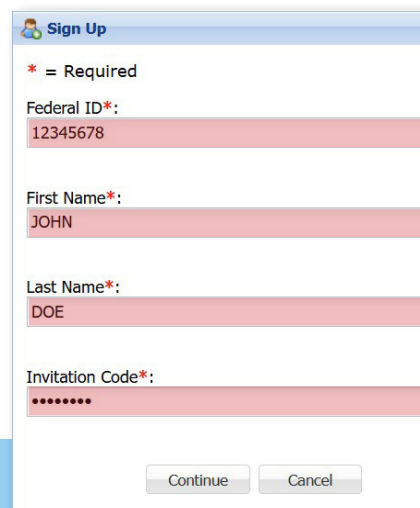 Sign Up
* = Required
Federal ID*:
12345678
First Name*:
JOHN
Last Name*:
DOE
Invitation Code*:
••••••••
Continue Cancel